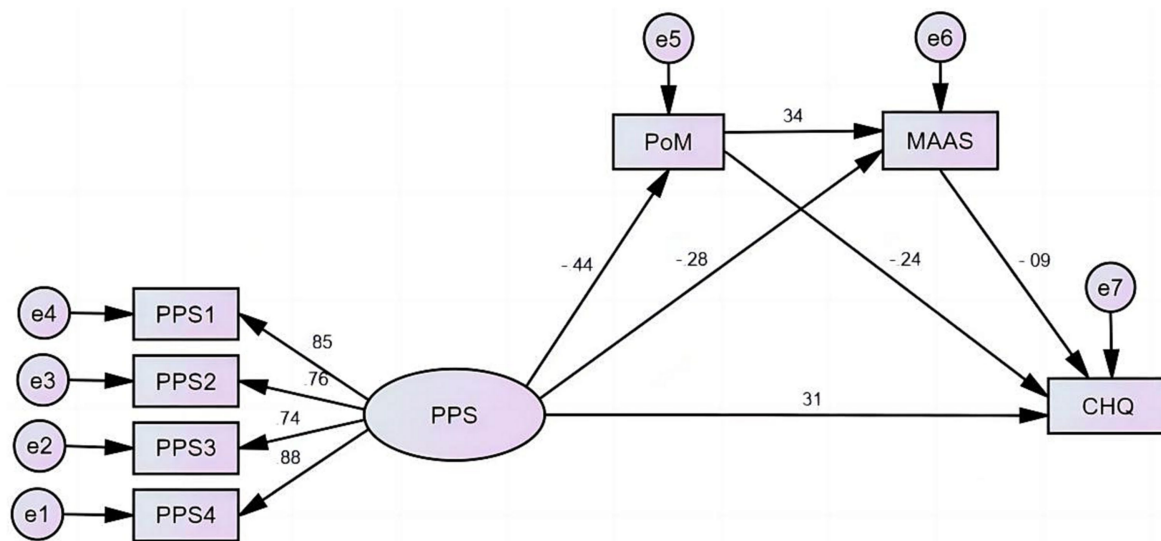 e5
e6
34
PoM
MAAS
-.44
-.28
-.24
-09
e7
e4
PPS1
85
e3
PPS2
.76
PPS
31
CHQ
e2
PPS3
.74
.88
e1
PPS4